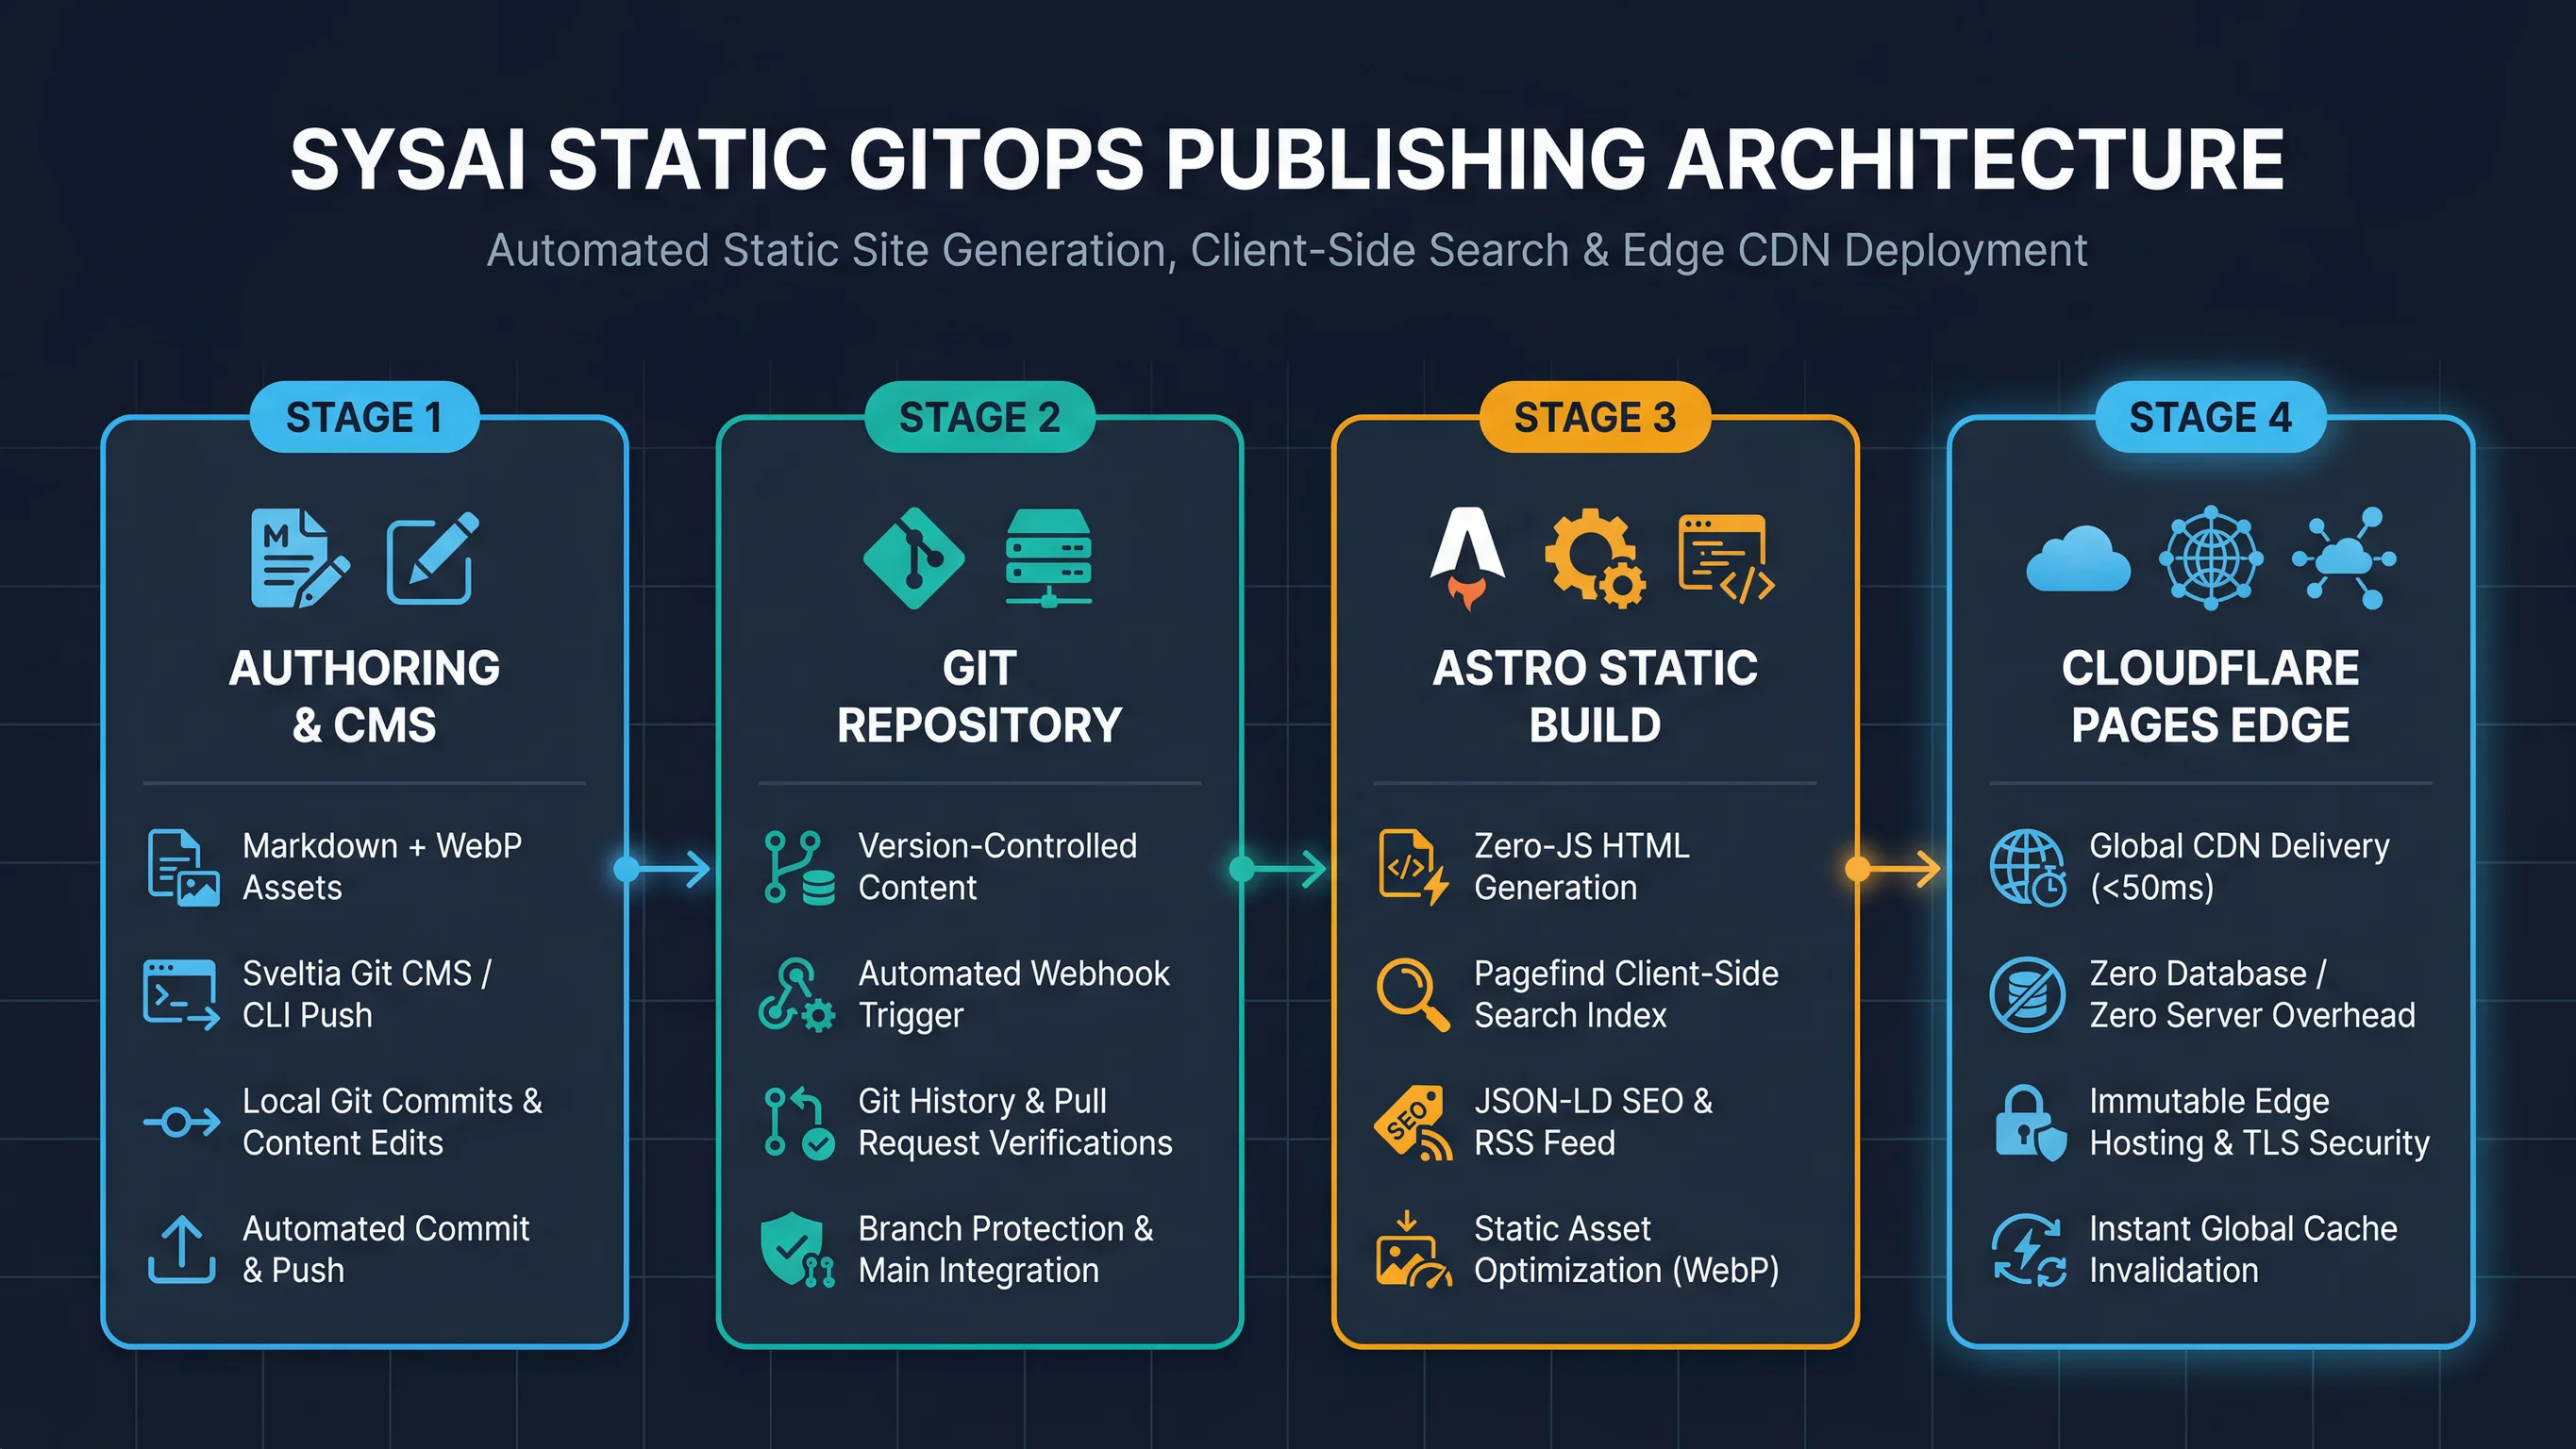 SYSAI STATIC GITOPS PUBLISHING ARCHITECTURE
Automated Static Site Generation, Client-Side Search & Edge CDN Deployment
STAGE 1
M
AUTHORING
& CMS
Markdown + WebP
Assets
Sveltia Git CMS /
CLI Push
Local Git Commits &
Content Edits
Automated Commit
& Push
STAGE 2
GIT
REPOSITORY
Version-Controlled
Content
Automated Webhook
Trigger
Git History & Pull
Request Verifications
Branch Protection &
Main Integration
STAGE 3
</>
ASTRO STATIC
BUILD
</>
Zero-JS HTML
Generation
Pagefind Client-Side
Search Index
SEO
JSON-LD SEO &
RSS Feed
Static Asset
Optimization (WebP)
STAGE 4
CLOUDFLARE
PAGES EDGE
Global CDN Delivery
(<50ms)
Zero Database /
Zero Server Overhead
Immutable Edge
Hosting & TLS Security
Instant Global Cache
Invalidation